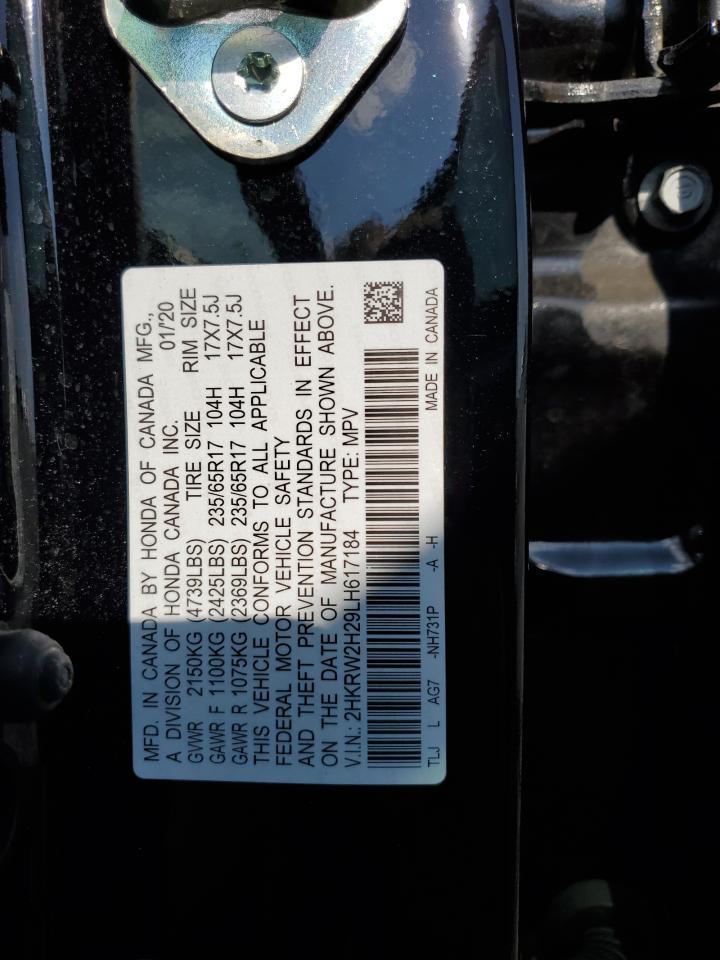 MFD. IN CANADA BY HONDA OF CANADA MFG.,
A DIVISION OF HONDA CANADA INC. 01/'20
GVWR 2150KG (4739LBS) TIRE SIZE RIM SIZE
GAWR F 1100KG (2425LBS) 235/65R17 104H 17X7.5J
GAWR R 1075KG (2369LBS) 235/65R17 104H 17X7.5J
THIS VEHICLE CONFORMS TO ALL APPLICABLE
FEDERAL MOTOR VEHICLE SAFETY
AND THEFT PREVENTION STANDARDS IN EFFECT
ON THE DATE OF MANUFACTURE SHOWN ABOVE.
V.I.N.: 2HKRW2H29LH617184 TYPE: MPV
TLJ L AG7 -NH731P -A -H MADE IN CANADA